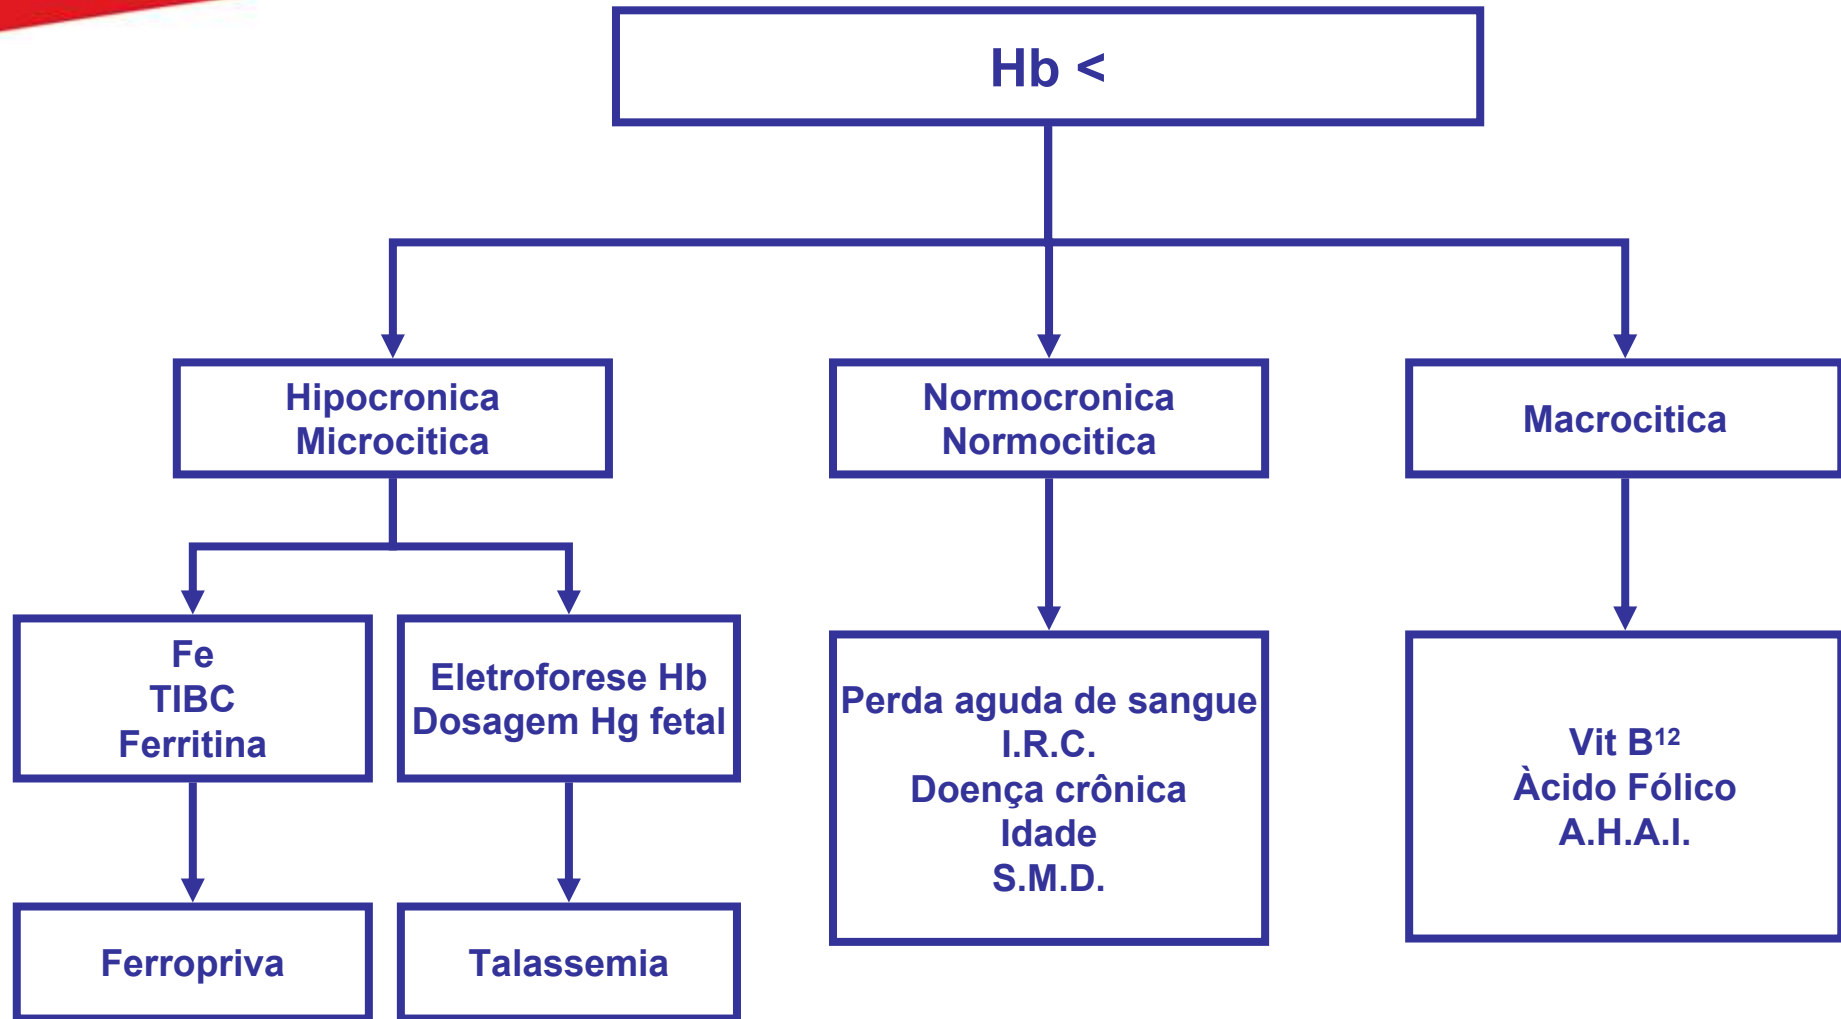 Hb <
Hipocronica
Microcitica
Normocronica
Normocitica
Macrocitica
Fe
TIBC
Ferritina
Eletroforese Hb
Dosagem Hg fetal
Perda aguda de sangue
I.R.C.
Doença crônica
Idade
S.M.D.
Vit B¹²
Àcido Fólico
A.H.A.I.
Ferropriva
Talassemia